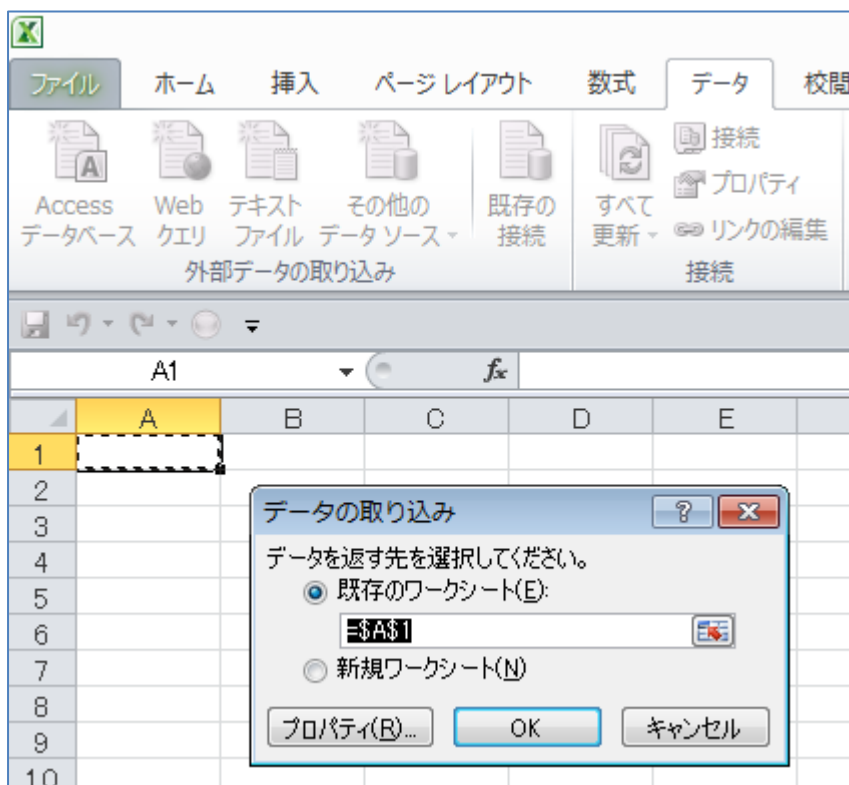 ファイル ホーム 挿入 ページ レイアウト 数式 データ 校閲
Access Web テキスト その他の 既存の すべて 接続
データベース クエリ ファイル データ ソース 接続 更新 プロパティ
リンクの編集
外部データの取り込み 接続
A1 fx
A B C D E
1
2
3
4
5
6
7
8
9
10
データの取り込み ?
データを返す先を選択してください。
既存のワークシート(E):
=$A$1
新規ワークシート(N)
プロパティ(R)... OK キャンセル